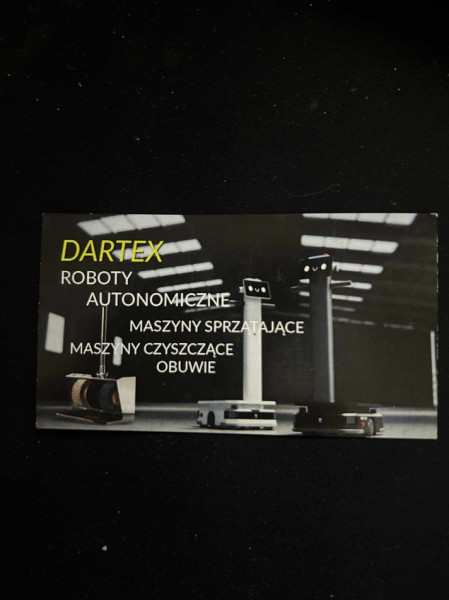 DARTEX
ROBOTY
AUTONOMICZNE
MASZYNY SPRZĄTAJĄCE
MASZYNY CZYSZCZĄCE
OBUWIE